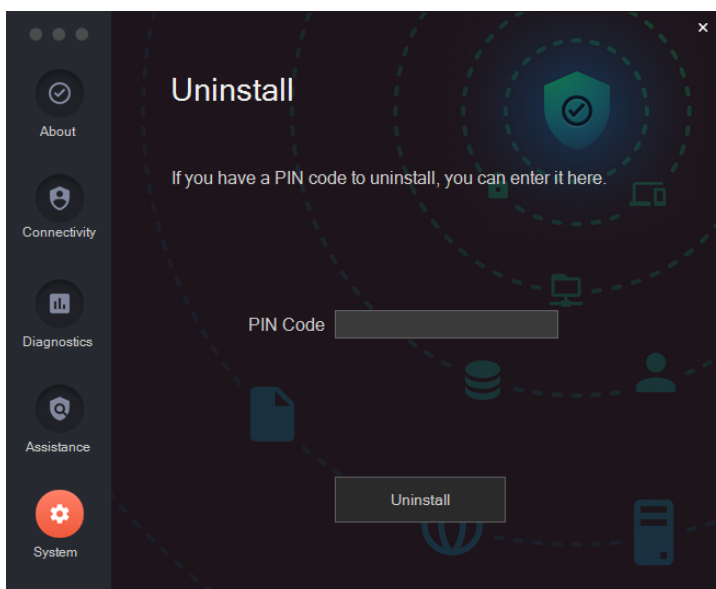 Uninstall
If you have a PIN code to uninstall, you can enter it here.
PIN Code
Uninstall
About
Connectivity
Diagnostics
Assistance
System